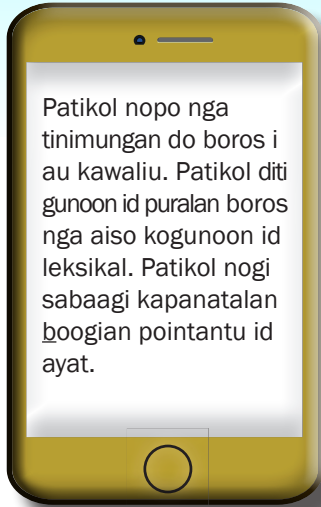 Patikol nopo nga
tinimungan do boros i
au kawaliu. Patikol diti
gunoon id puralan boros
nga aiso kogunoon id
leksikal. Patikol nogi
sabaagi kapanatalan
boogian pointantu id
ayat.